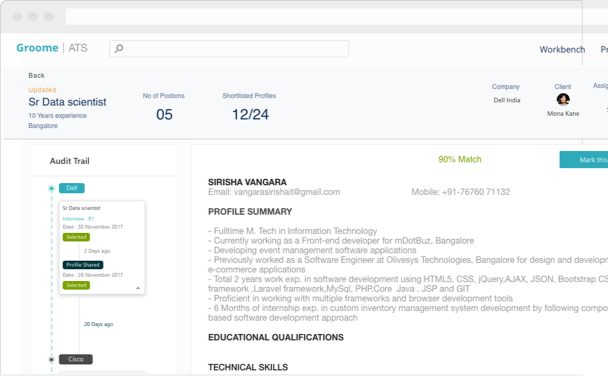 Groome | ATS
Workbench
Back
Updated
Sr Data scientist
10 Years experience
Bangalore
No of Postions
05
Shortlisted Profiles
12/24
Company
Dell India
Client
Mona Kane
Audit Trail
Dell
Sr Data scientist
Interview : R1
Date : 30 November 2017
Selected
2 Days ago
Profile Shared
Date : 28 November 2017
Selected
20 Days ago
Cisco
90% Match
Mark this
SIRISHA VANGARA
Email: vangarasirishait@gmail.com Mobile: +91-76760 71132
PROFILE SUMMARY
- Fulltime M. Tech in Information Technology
- Currently working as a Front-end developer for mDotBuz, Bangalore
- Developing event management software applications
- Previously worked as a Software Engineer at Olivesys Technologies, Bangalore for design and develop
e-commerce applications
- Total 2 years work exp. in software development using HTML5, CSS, jQuery,AJAX, JSON, Bootstrap CS
framework ,Laravel framework,MySql, PHP,Core Java , JSP and GIT
- Proficient in working with multiple frameworks and browser development tools
- 6 Months of internship exp. in custom inventory management system development by following compo
based software development approach
EDUCATIONAL QUALIFICATIONS
TECHNICAL SKILLS